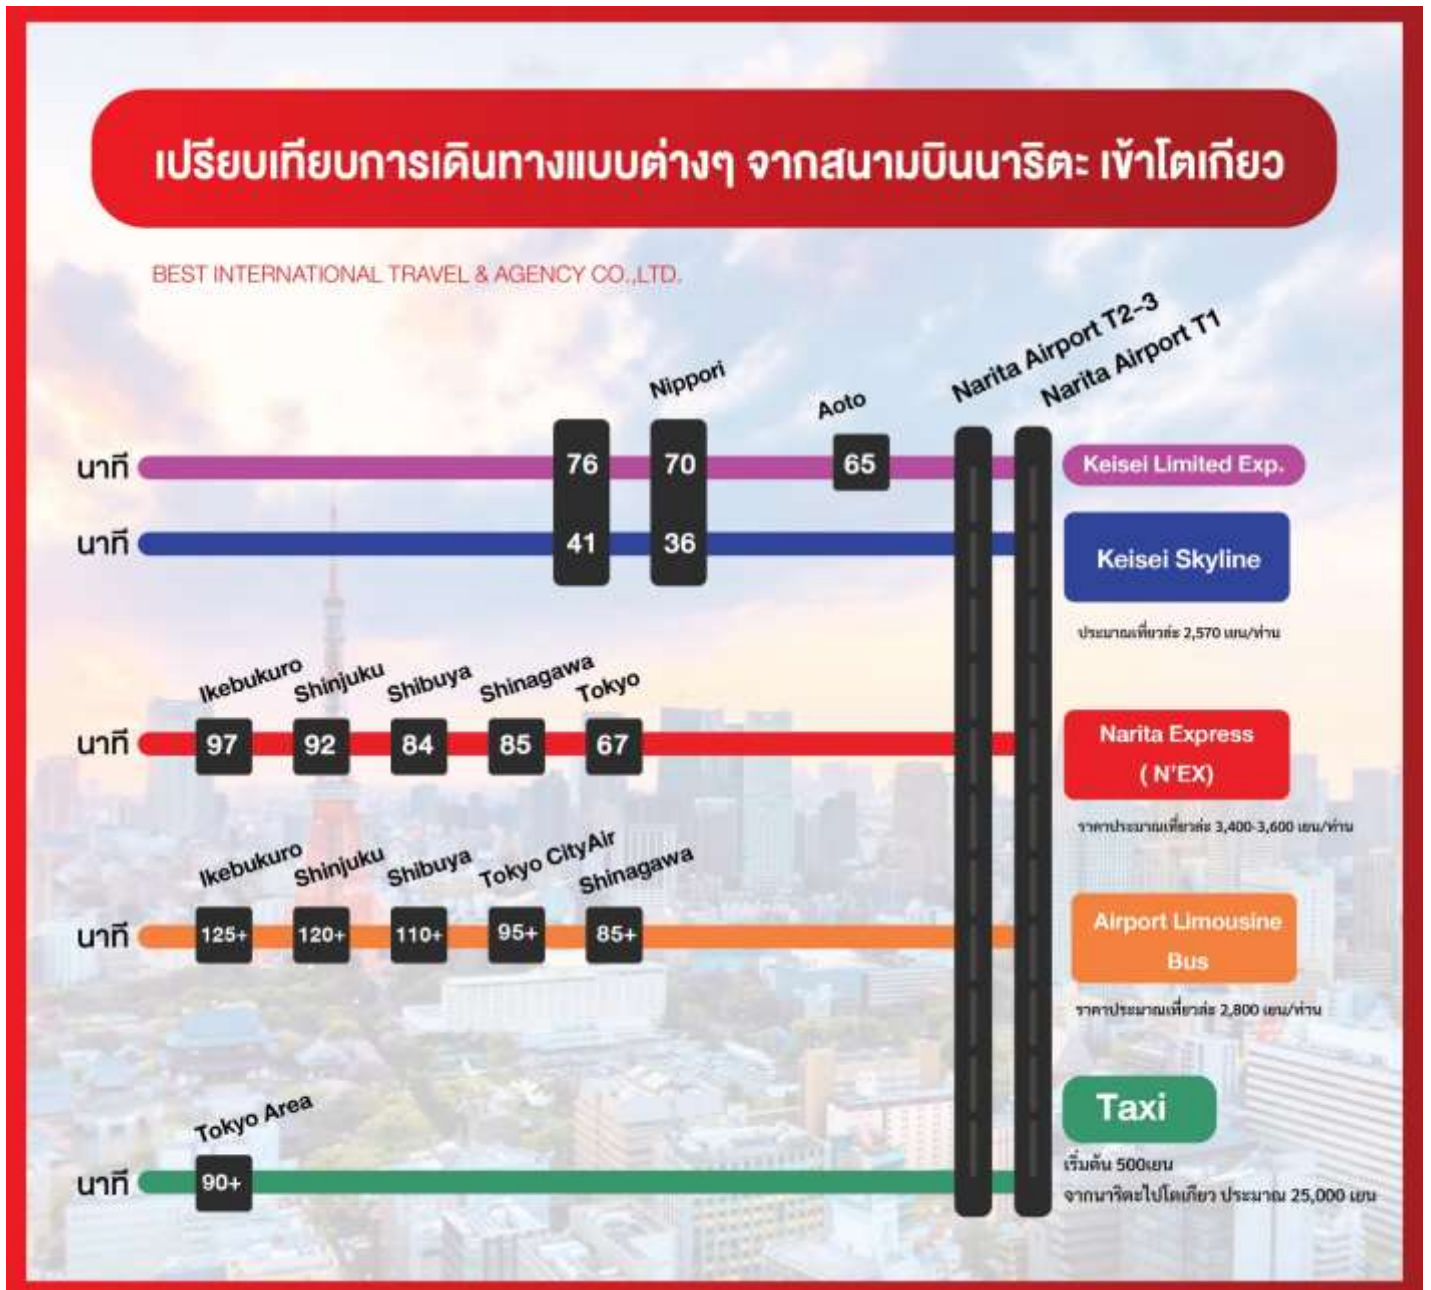 เปรียบเทียบการเดินทางแบบต่างๆ จากสนามบินนาริตะ เข้าโตเกียว
BEST INTERNATIONAL TRAVEL & AGENCY CO.,LTD.
Nippori
Aoto
Narita Airport T2-3
Narita Airport T1
นาที 76 70 65 Keisei Limited Exp.
นาที 41 36 Keisei Skyline
ประมาณเที่ยวล่ะ 2,570 เยน/ท่าน
Ikebukuro Shinjuku Shibuya Shinagawa Tokyo
นาที 97 92 84 85 67
Narita Express
( N'EX)
ราคาประมาณเที่ยวล่ะ 3,400-3,600 เยน/ท่าน
Ikebukuro Shinjuku Shibuya Tokyo CityAir Shinagawa
นาที 125+ 120+ 110+ 95+ 85+
Airport Limousine
Bus
ราคาประมาณเที่ยวล่ะ 2,800 เยน/ท่าน
Tokyo Area
นาที 90+
Taxi
เริ่มต้น 500เยน
จากนาริตะไปโตเกียว ประมาณ 25,000 เยน